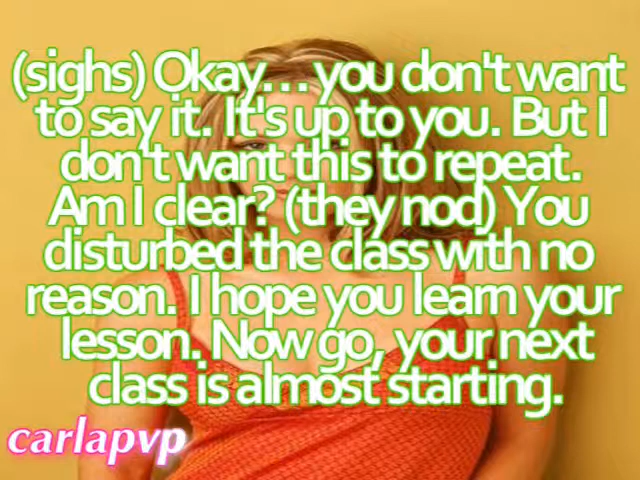 (sighs) Okay... you don't want
to say it. It's up to you. But I
don't want this to repeat.
Am I clear? (they nod) You
disturbed the class with no
reason. I hope you learn your
lesson. Now go, your next
class is almost starting.
carlapvp